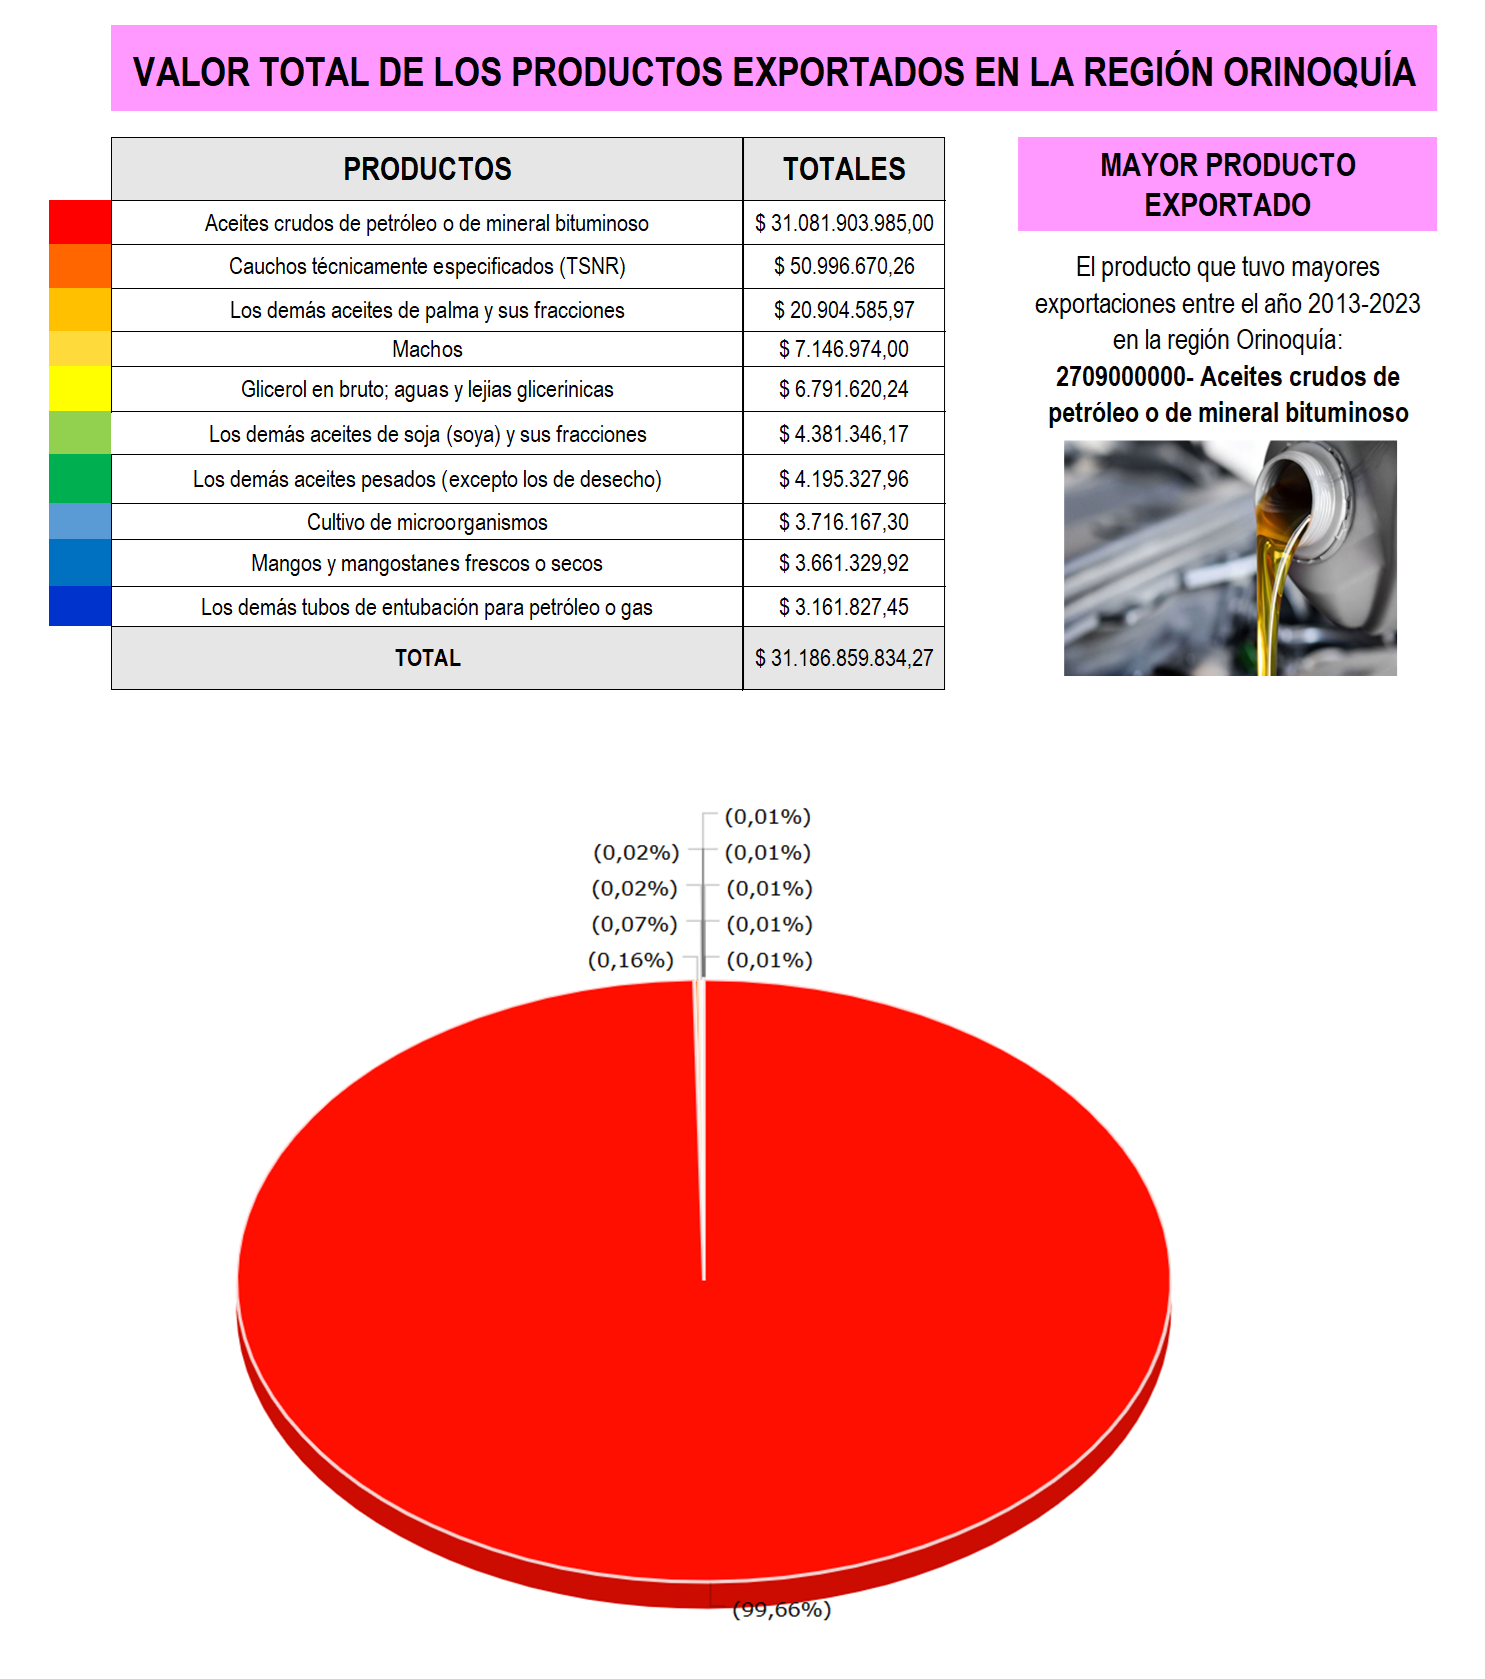 VALOR TOTAL DE LOS PRODUCTOS EXPORTADOS EN LA REGIÓN ORINOQUÍA
PRODUCTOS TOTALES
Aceites crudos de petróleo o de mineral bituminoso $ 31.081.903.985,00
Cauchos técnicamente especificados (TSNR) $ 50.996.670,26
Los demás aceites de palma y sus fracciones $ 20.904.585,97
Machos $ 7.146.974,00
Glicerol en bruto; aguas y lejias glicerinicas $ 6.791.620,24
Los demás aceites de soja (soya) y sus fracciones $ 4.381.346,17
Los demás aceites pesados (excepto los de desecho) $ 4.195.327,96
Cultivo de microorganismos $ 3.716.167,30
Mangos y mangostanes frescos o secos $ 3.661.329,92
Los demás tubos de entubación para petróleo o gas $ 3.161.827,45
TOTAL $ 31.186.859.834,27
MAYOR PRODUCTO
EXPORTADO
El producto que tuvo mayores
exportaciones entre el año 2013-2023
en la región Orinoquía:
2709000000- Aceites crudos de
petróleo o de mineral bituminoso
(0,01%)
(0,02%) (0,01%)
(0,02%) (0,01%)
(0,07%) (0,01%)
(0,16%) (0,01%)
(99,66%)